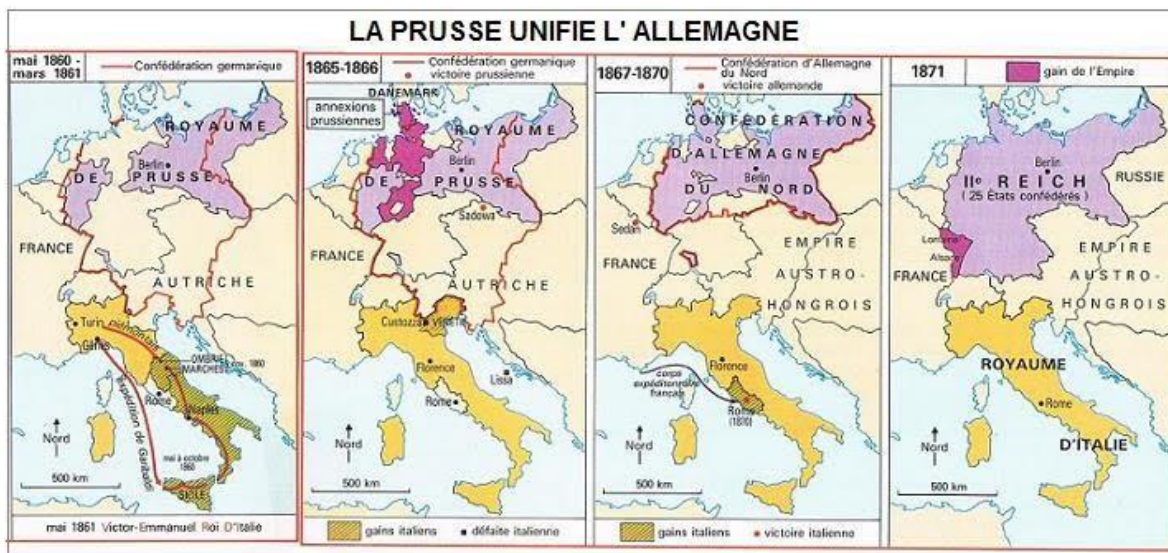 LA PRUSSE UNIFIE L' ALLEMAGNE
mai 1860 -
mars 1861
Confédération germanique
ROYAUME
Berlin
DE PRUSSE
FRANCE
AUTRICHE
Turin
piémontais
Gênes
OMBRIE
MARCHES
nov. 1860
Rome
Naples
Expédition de Garibaldi
mai à octobre
1860
Nord
500 km
SICILE
mai 1861 Victor-Emmanuel Roi D'Italie
1865-1866
Confédération germanique
victoire prussienne
DANEMARK
annexions
prussiennes
ROYAUME
Berlin
DE PRUSSE
Sadowa
FRANCE
AUTRICHE
Custozza
Vénétie
Florence
Lissa
Rome
Nord
500 km
gains italiens
défaite italienne
1867-1870
Confédération d'Allemagne
du Nord
victoire allemande
CONFÉDÉRATION
D'ALLEMAGNE
Berlin
DU NORD
Sedan
EMPIRE
FRANCE
AUSTRO-
HONGROIS
Florence
corps
expéditionnaire
français
Rome
(1870)
Nord
500 km
gains italiens
victoire italienne
1871
gain de l'Empire
Berlin
IIe REICH
(25 États confédérés)
RUSSIE
Lorraine
Alsace
EMPIRE
FRANCE
AUSTRO-
HONGROIS
ROYAUME
Rome
Nord
D'ITALIE
500 km